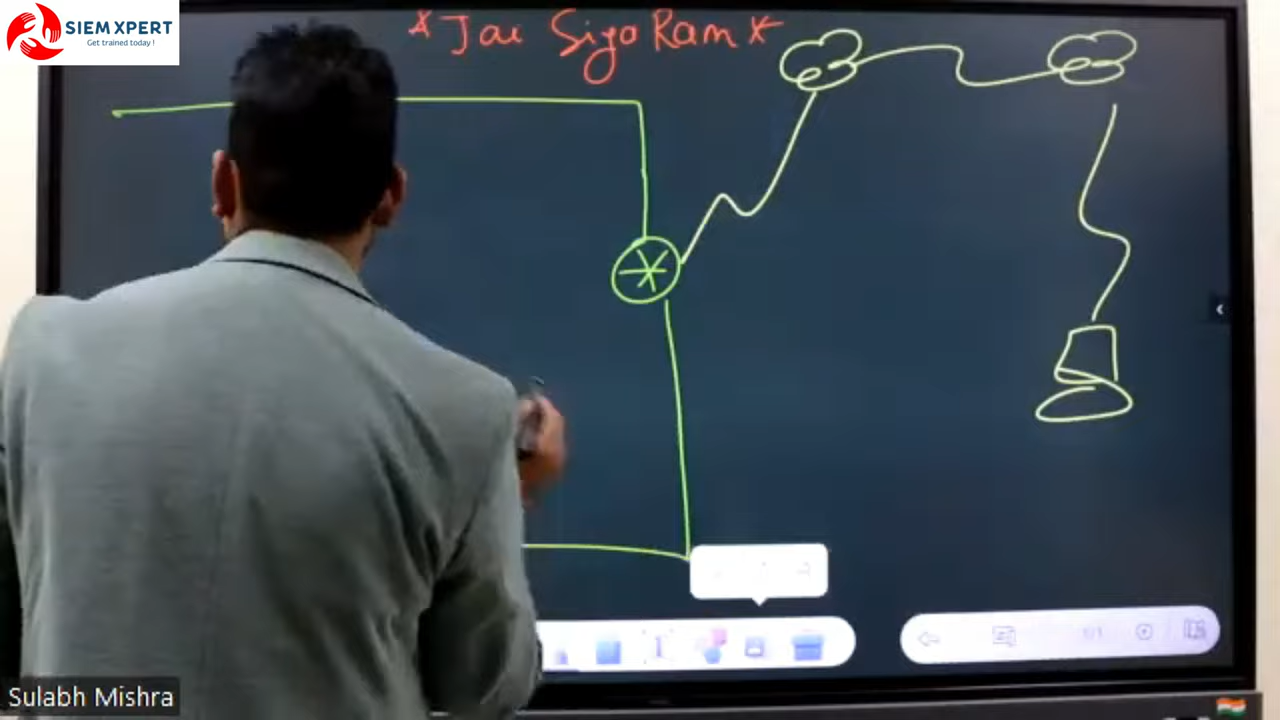 SIEM XPERT
Get trained today !
* Jai Siya Ram *
Sulabh Mishra